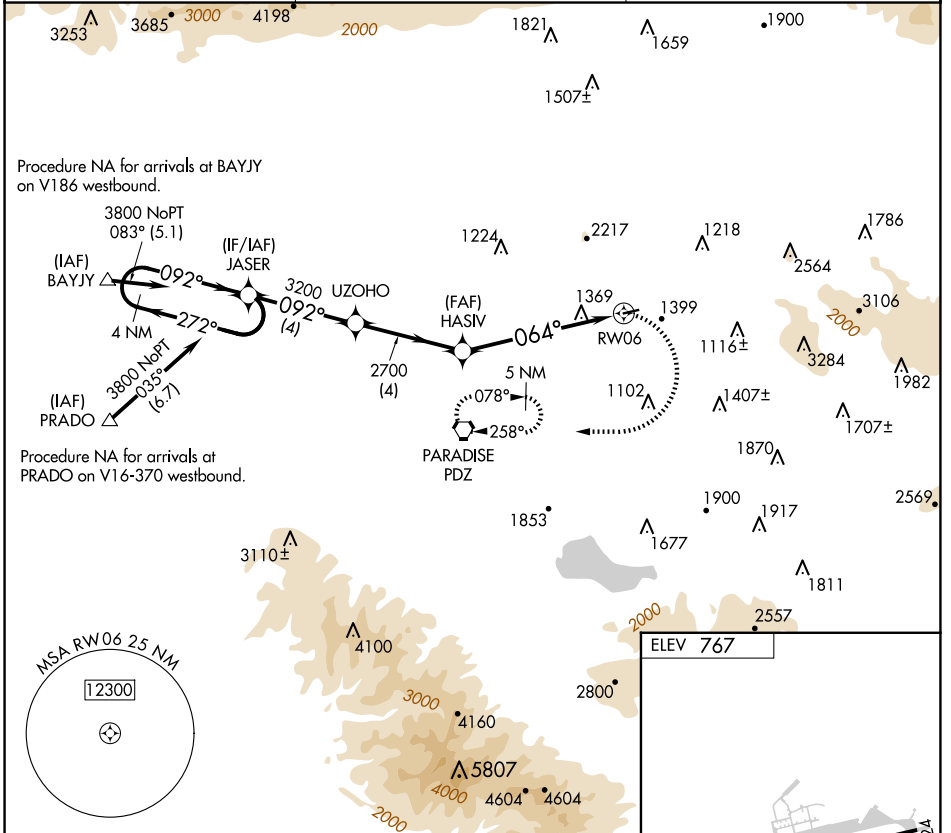 3253
3685
3000
4198
2000
1821
1659
1900
1507±
Procedure NA for arrivals at BAYJY
on V186 westbound.
3800 NoPT
083° (5.1)
(IAF)
BAYJY
092°
(IF/IAF)
JASER
4 NM
272°
3200
092°
(4)
UZOHO
2700
(4)
(FAF)
HASIV
064°
1224
2217
1369
RW06
1399
1218
1786
2564
3106
2000
1116±
3284
1982
3800 NoPT
035°
(6.7)
(IAF)
PRADO
5 NM
078°
258°
PARADISE
PDZ
1102
1407±
1707±
1870
Procedure NA for arrivals at
PRADO on V16-370 westbound.
1853
1900
1917
1677
2569
1811
3110±
2000
2557
4100
3000
4160
2800
5807
4000
4604
4604
2000
MSA RW06 25 NM
12300
ELEV 767
24